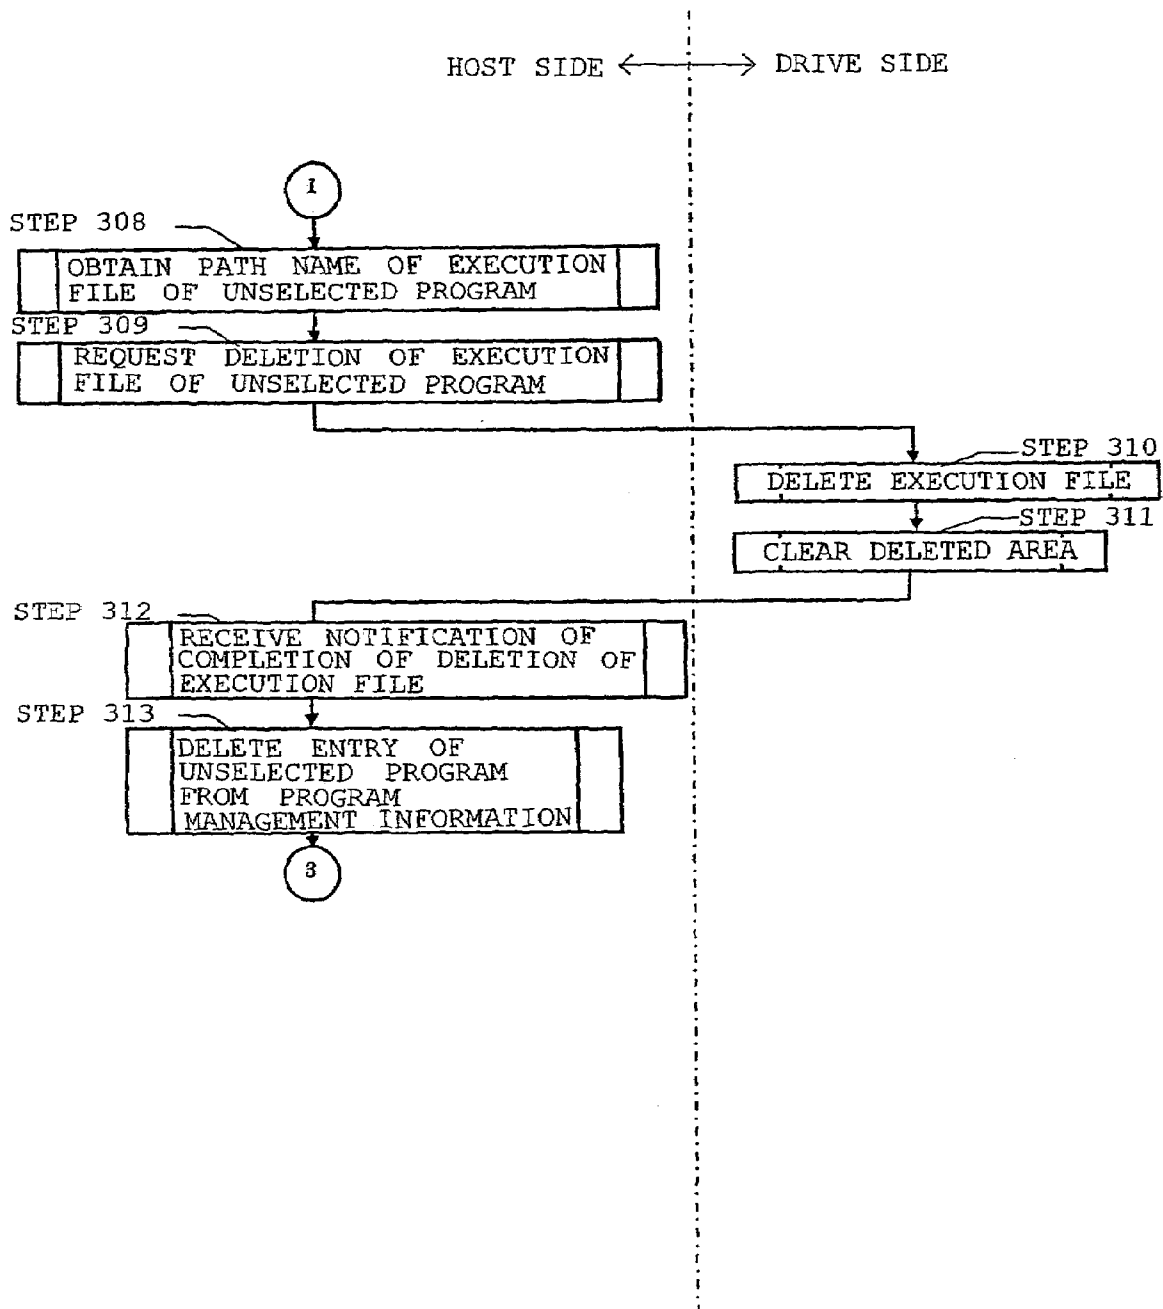 HOST SIDE DRIVE SIDE
1
STEP 308
OBTAIN PATH NAME OF EXECUTION
FILE OF UNSELECTED PROGRAM
STEP 309
REQUEST DELETION OF EXECUTION
FILE OF UNSELECTED PROGRAM
STEP 310
DELETE EXECUTION FILE
STEP 311
CLEAR DELETED AREA
STEP 312
RECEIVE NOTIFICATION OF
COMPLETION OF DELETION OF
EXECUTION FILE
STEP 313
DELETE ENTRY OF
UNSELECTED PROGRAM
FROM PROGRAM
MANAGEMENT INFORMATION
3